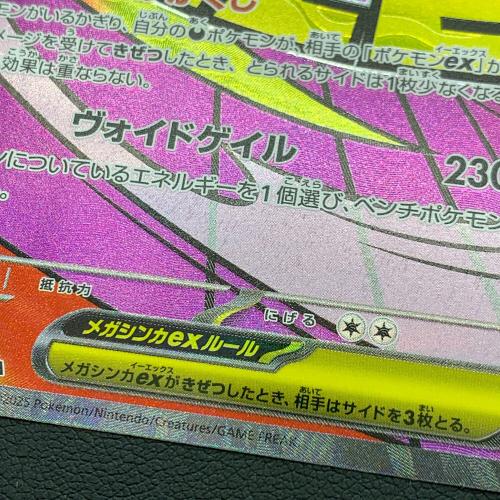 モンがいるかぎり、自分のポケモンが、相手の「ポケモンex」か
メージを受けてきぜつしたとき、とられるサイドは1枚少なくなる
効果は重ならない。
ヴォイドゲイル 230
ンについているエネルギーを1個選び、ベンチポケモン
抵抗力 にげる
メガシンカexルール
メガシンカexがきぜつしたとき、相手はサイドを3枚とる。
2025 Pokémon/Nintendo/Creatures/GAME FREAK